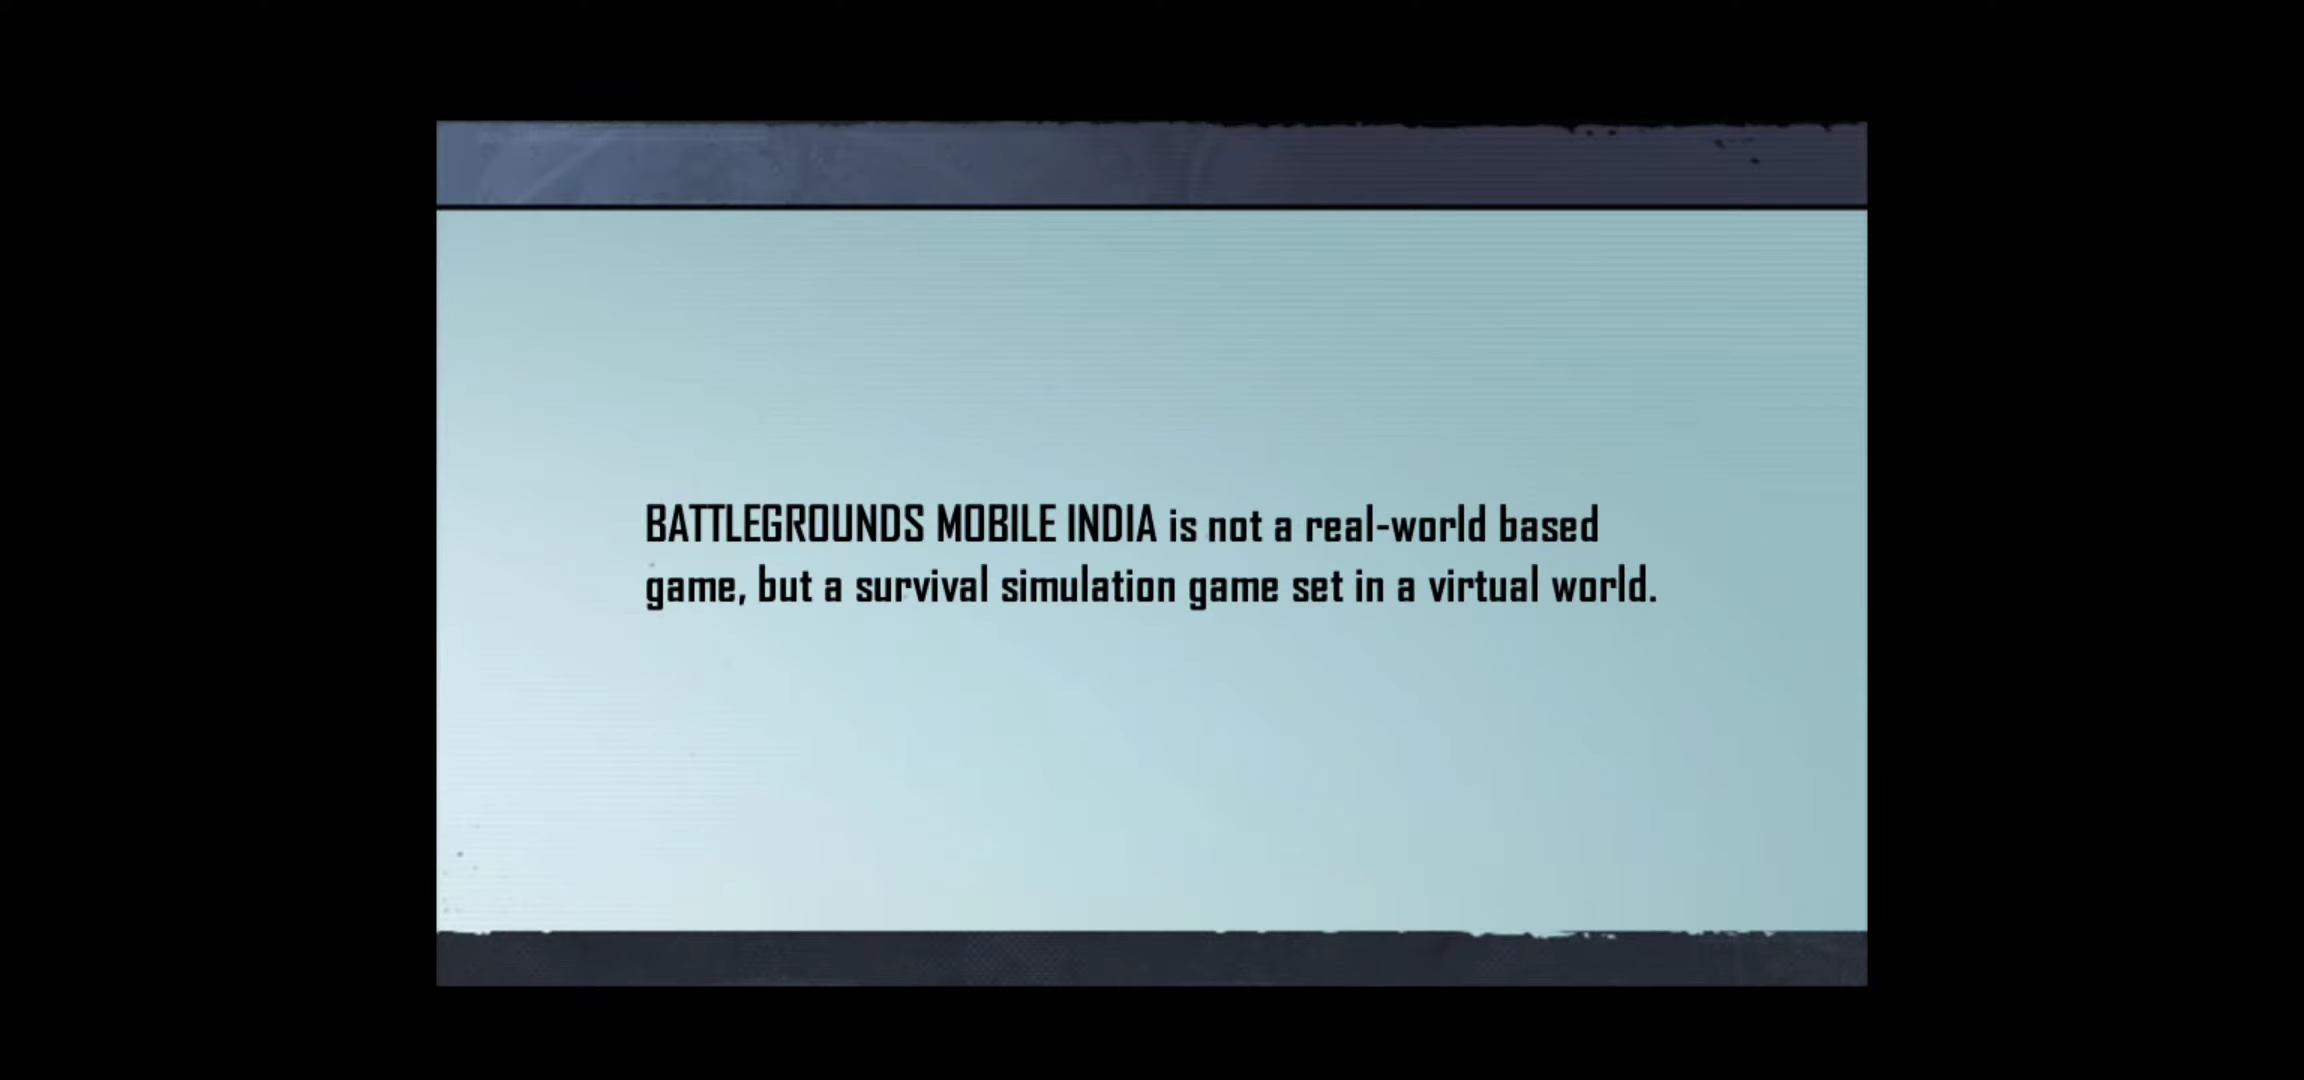 BATTLEGROUNDS MOBILE INDIA is not a real-world based
game, but a survival simulation game set in a virtual world.